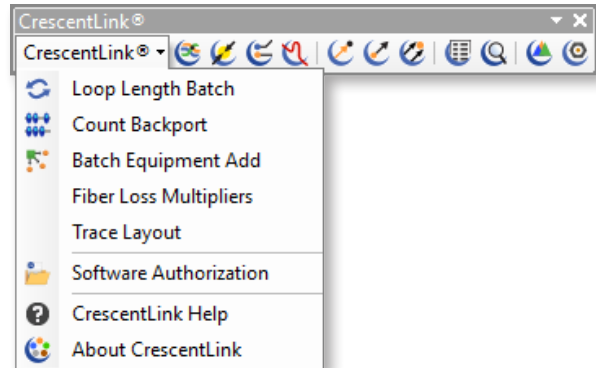 CrescentLink®
CrescentLink®
Loop Length Batch
Count Backport
Batch Equipment Add
Fiber Loss Multipliers
Trace Layout
Software Authorization
CrescentLink Help
About CrescentLink